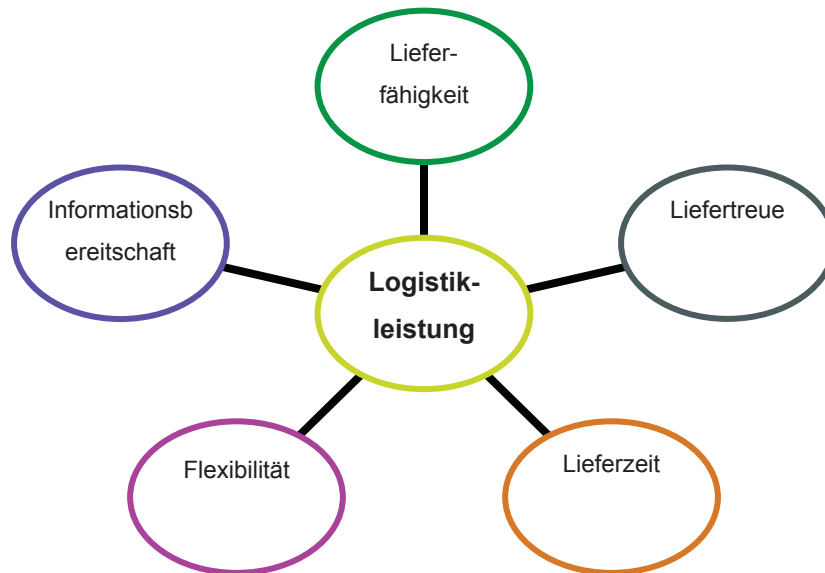 Liefer-
fähigkeit
Informationsb
ereitschaft
Liefertreue
Logistik-
leistung
Flexibilität
Lieferzeit